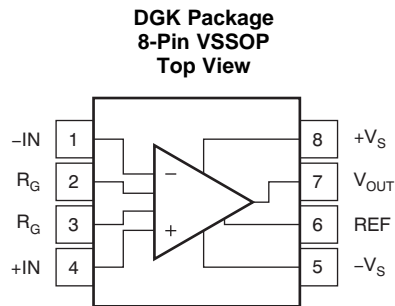 DGK Package
8-Pin VSSOP
Top View
–IN 1 8 +VS
RG 2 – 7 VOUT
RG 3 6 REF
+IN 4 + 5 –VS